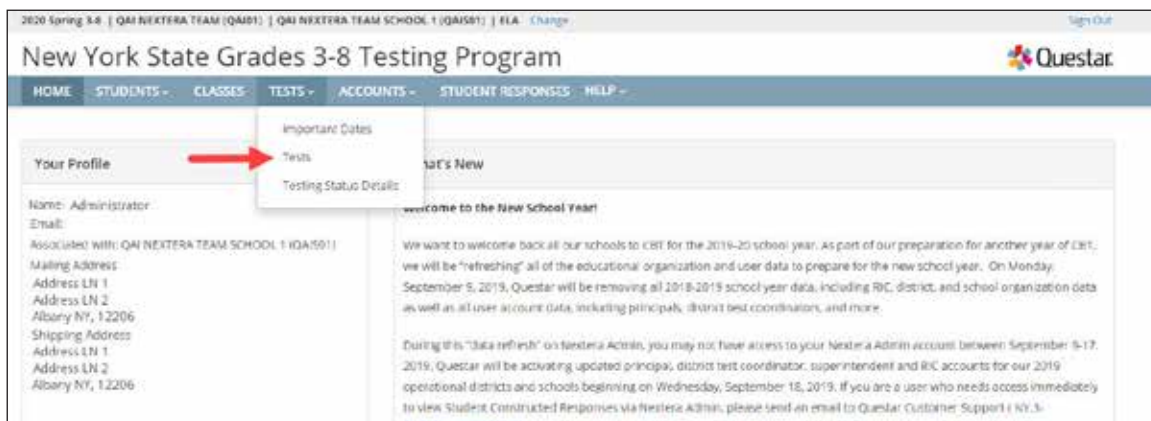 2020 Spring 3-8 | QAI NEXTERA TEAM (QAI01) | QAI NEXTERA TEAM SCHOOL 1 (QAIS01) | ELA Change Sign Out
New York State Grades 3-8 Testing Program
Questar
HOME STUDENTS CLASSES TESTS ACCOUNTS STUDENT RESPONSES HELP
Important Dates
Tests
Testing Status Details
Your Profile
hat's New
Name: Administrator
Email:
Associated with: QAI NEXTERA TEAM SCHOOL 1 (QAIS01)
Mailing Address
Address LN 1
Address LN 2
Albany NY, 12206
Shipping Address
Address LN 1
Address LN 2
Albany NY, 12206
Welcome to the New School Year!
We want to welcome back all our schools to CBT for the 2019-20 school year. As part of our preparation for another year of CBT,
we will be "refreshing" all of the educational organization and user data to prepare for the new school year. On Monday,
September 9, 2019, Questar will be removing all 2018-2019 school year data, including RIC, district, and school organization data
as well as all user account data, including principals, district test coordinators, and more.
During this "data refresh" on Nextera Admin, you may not have access to your Nextera Admin account between September 9-17,
2019. Questar will be activating updated principal, district test coordinator, superintendent and RIC accounts for our 2019
operational districts and schools beginning on Wednesday, September 18, 2019. If you are a user who needs access immediately
to view Student Constructed Responses via Nextera Admin, please send an email to Questar Customer Support ( NY.3-